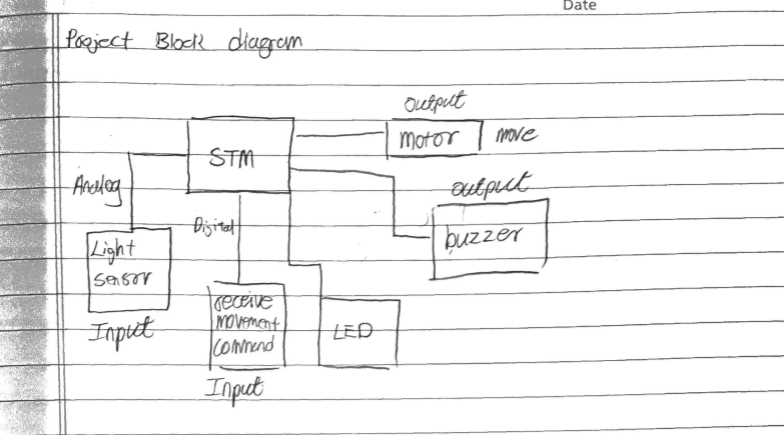 Date
Project Block diagram
output
motor move
STM
Analog
output
buzzer
Digital
Light
sensor
Input
receive
movement
command
Input
LED